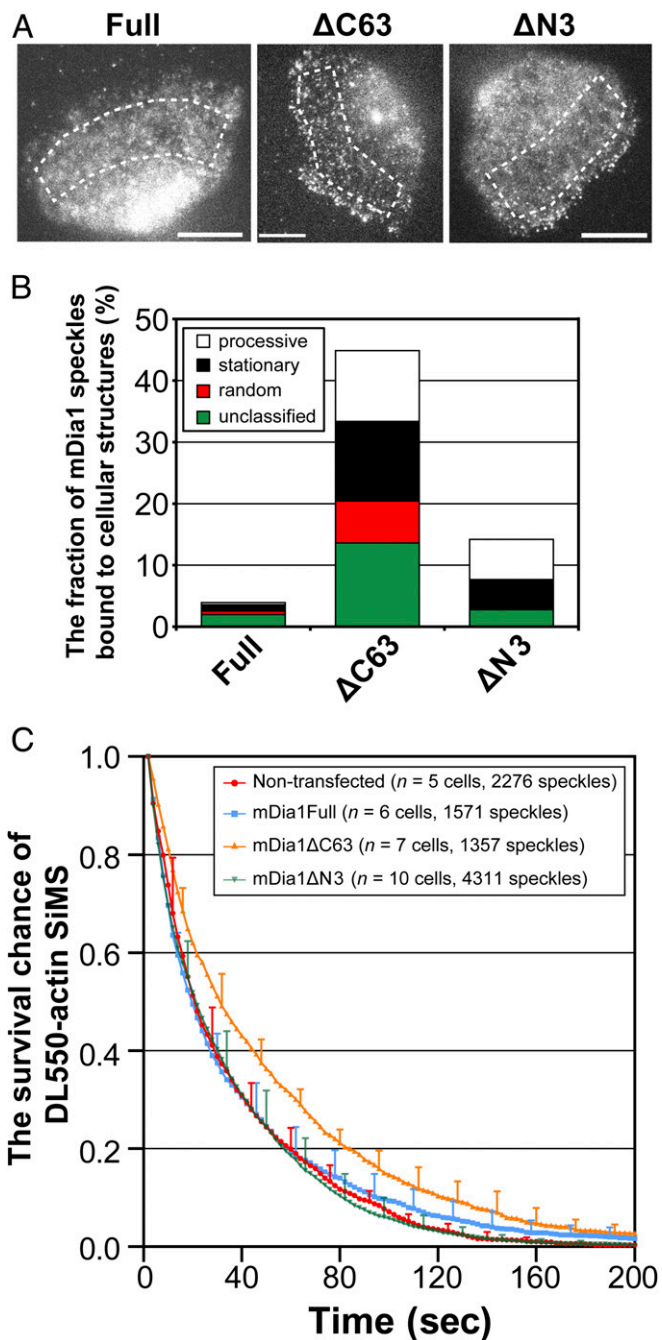 A
Full
ΔC63
ΔN3
B
The fraction of mDia1 speckles
bound to cellular structures (%)
50
40
30
20
10
0
processive
stationary
random
unclassified
Full
ΔC63
ΔN3
C
The survival chance of
DL550-actin SiMS
1.0
0.8
0.6
0.4
0.2
0.0
Non-transfected (n = 5 cells, 2276 speckles)
mDia1Full (n = 6 cells, 1571 speckles)
mDia1ΔC63 (n = 7 cells, 1357 speckles)
mDia1ΔN3 (n = 10 cells, 4311 speckles)
0 40 80 120 160 200
Time (sec)